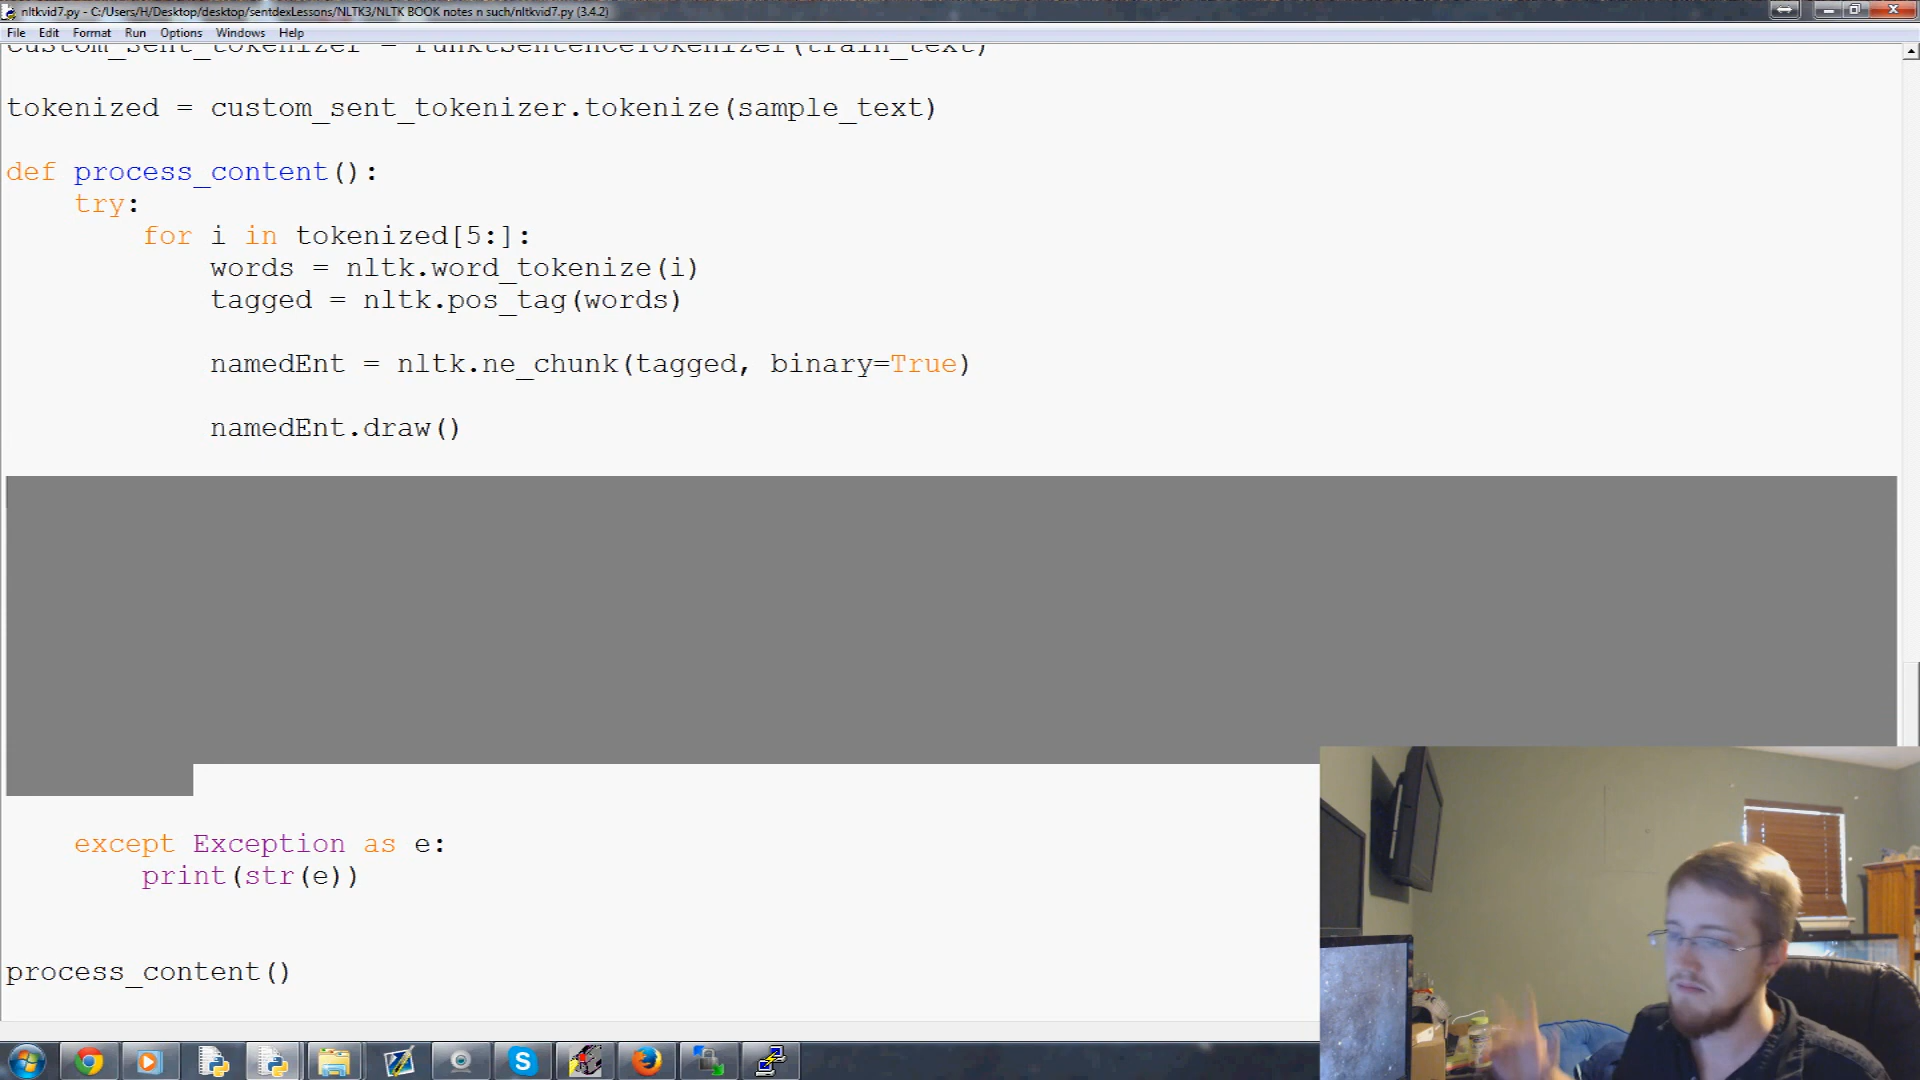 nltkvid7.py - C:/Users/H/Desktop/desktop/sentdexLessons/NLTK3/NLTK BOOK notes n such/nltkvid7.py (3.4.2)
File Edit Format Run Options Windows Help
custom_sent_tokenizer = PunktSentenceTokenizer(train_text)
tokenized = custom_sent_tokenizer.tokenize(sample_text)
def process_content():
try:
for i in tokenized[5:]:
words = nltk.word_tokenize(i)
tagged = nltk.pos_tag(words)
namedEnt = nltk.ne_chunk(tagged, binary=True)
namedEnt.draw()
except Exception as e:
print(str(e))
process_content()